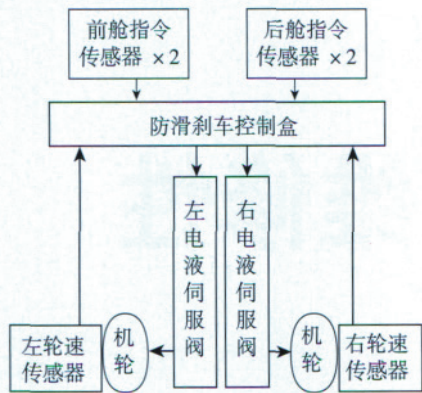 前舱指令
传感器×2
后舱指令
传感器×2
防滑刹车控制盒
左电液伺服阀
右电液伺服阀
左轮速
传感器
机轮
机轮
右轮速
传感器